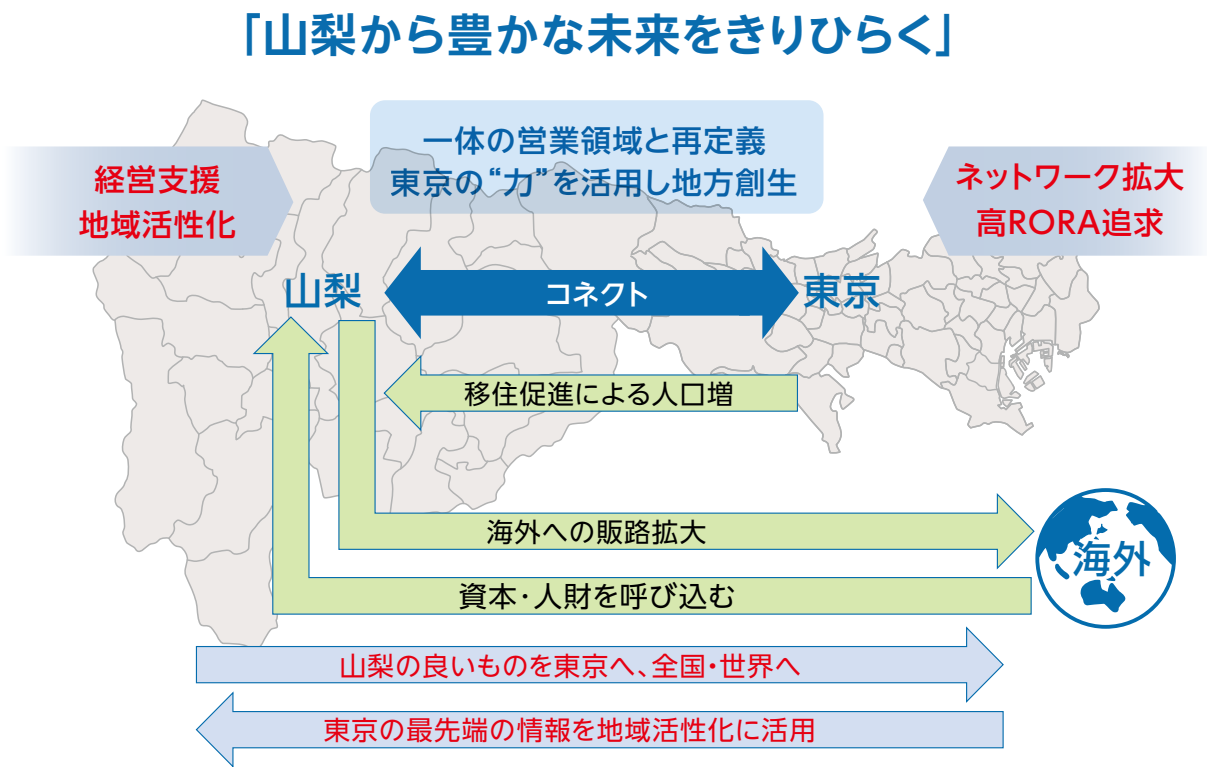 「山梨から豊かな未来をきりひらく」
一体の営業領域と再定義
東京の“力”を活用し地方創生
経営支援
地域活性化
ネットワーク拡大
高RORA追求
山梨
コネクト
東京
移住促進による人口増
海外への販路拡大
海外
資本・人財を呼び込む
山梨の良いものを東京へ、全国・世界へ
東京の最先端の情報を地域活性化に活用